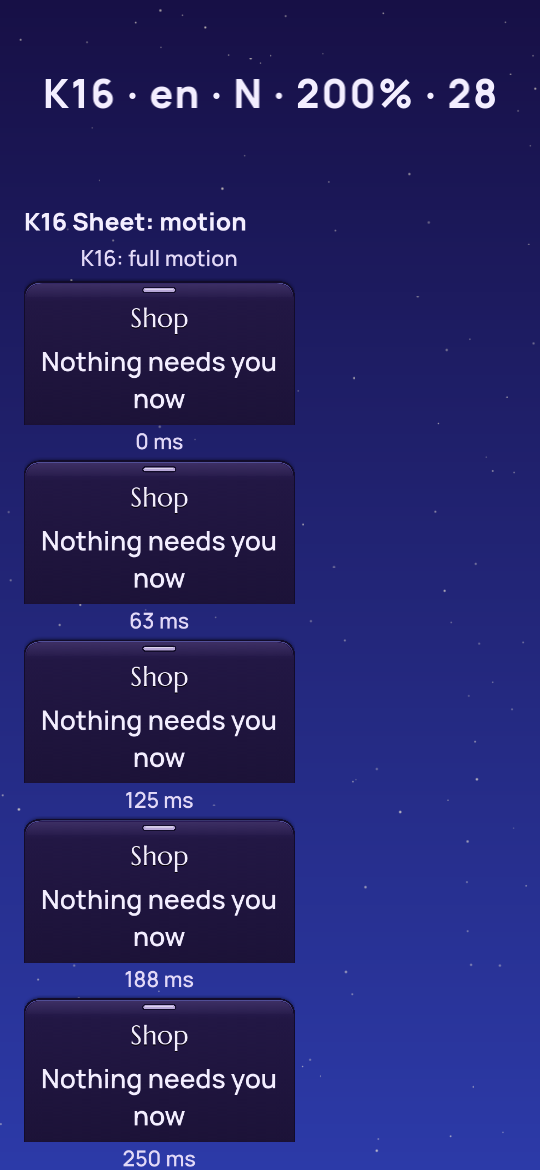 K16 · en · N · 200% · 28
K16 Sheet: motion
K16: full motion
Shop
Nothing needs you
now
0 ms
Shop
Nothing needs you
now
63 ms
Shop
Nothing needs you
now
125 ms
Shop
Nothing needs you
now
188 ms
Shop
Nothing needs you
now
250 ms